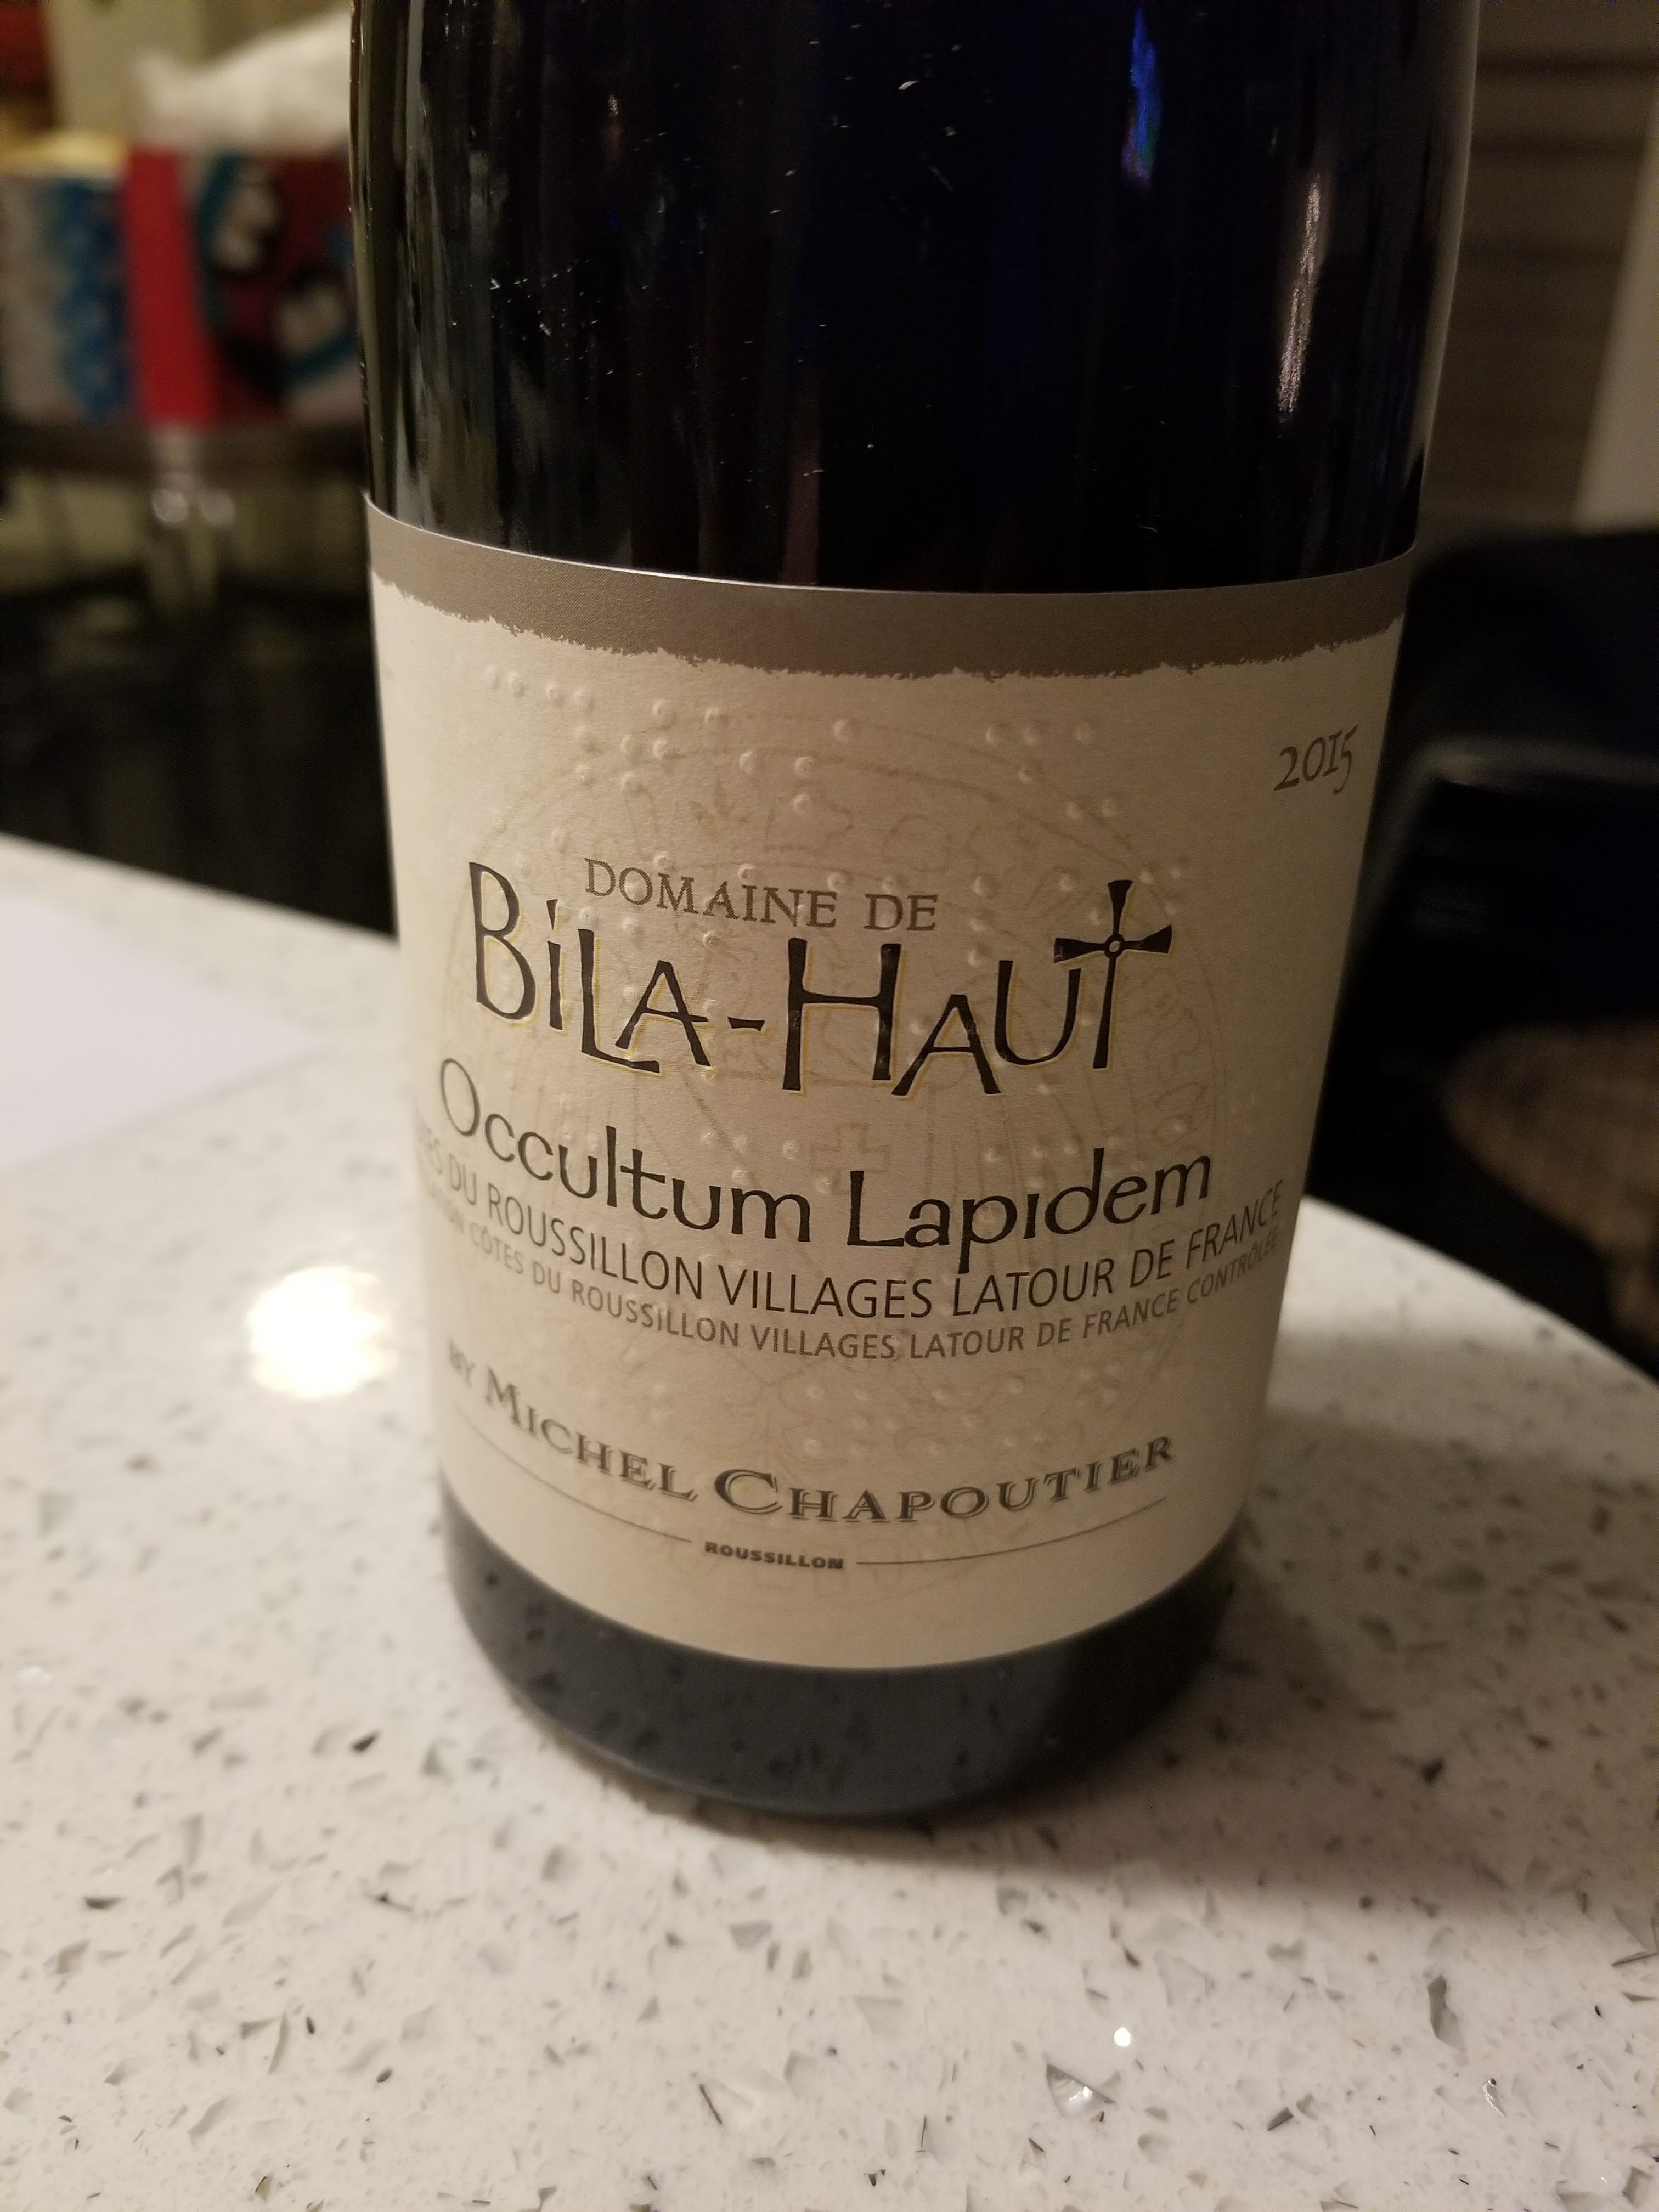 2015
DOMAINE DE
BiLA-HAUT
Occultum Lapidem
DU ROUSSILLON VILLAGES LATOUR DE FRANCE
CÔTES DU ROUSSILLON VILLAGES LATOUR DE FRANCE CONTRÔLÉE
BY MICHEL CHAPOUTIER
ROUSSILLON